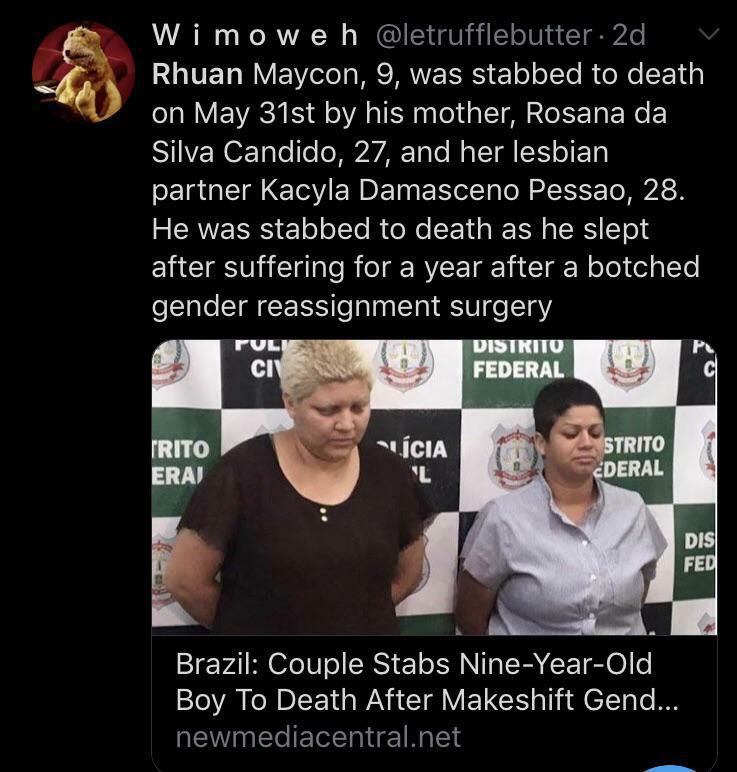 W i m o w e h @letrufflebutter · 2d
Rhuan Maycon, 9, was stabbed to death
on May 31st by his mother, Rosana da
Silva Candido, 27, and her lesbian
partner Kacyla Damasceno Pessao, 28.
He was stabbed to death as he slept
after suffering for a year after a botched
gender reassignment surgery
DISTRITO
FEDERAL
TRITO
ERAL
LÍCIA
STRITO
EDERAL
DIS
FED
Brazil: Couple Stabs Nine-Year-Old
Boy To Death After Makeshift Gend...
newmediacentral.net